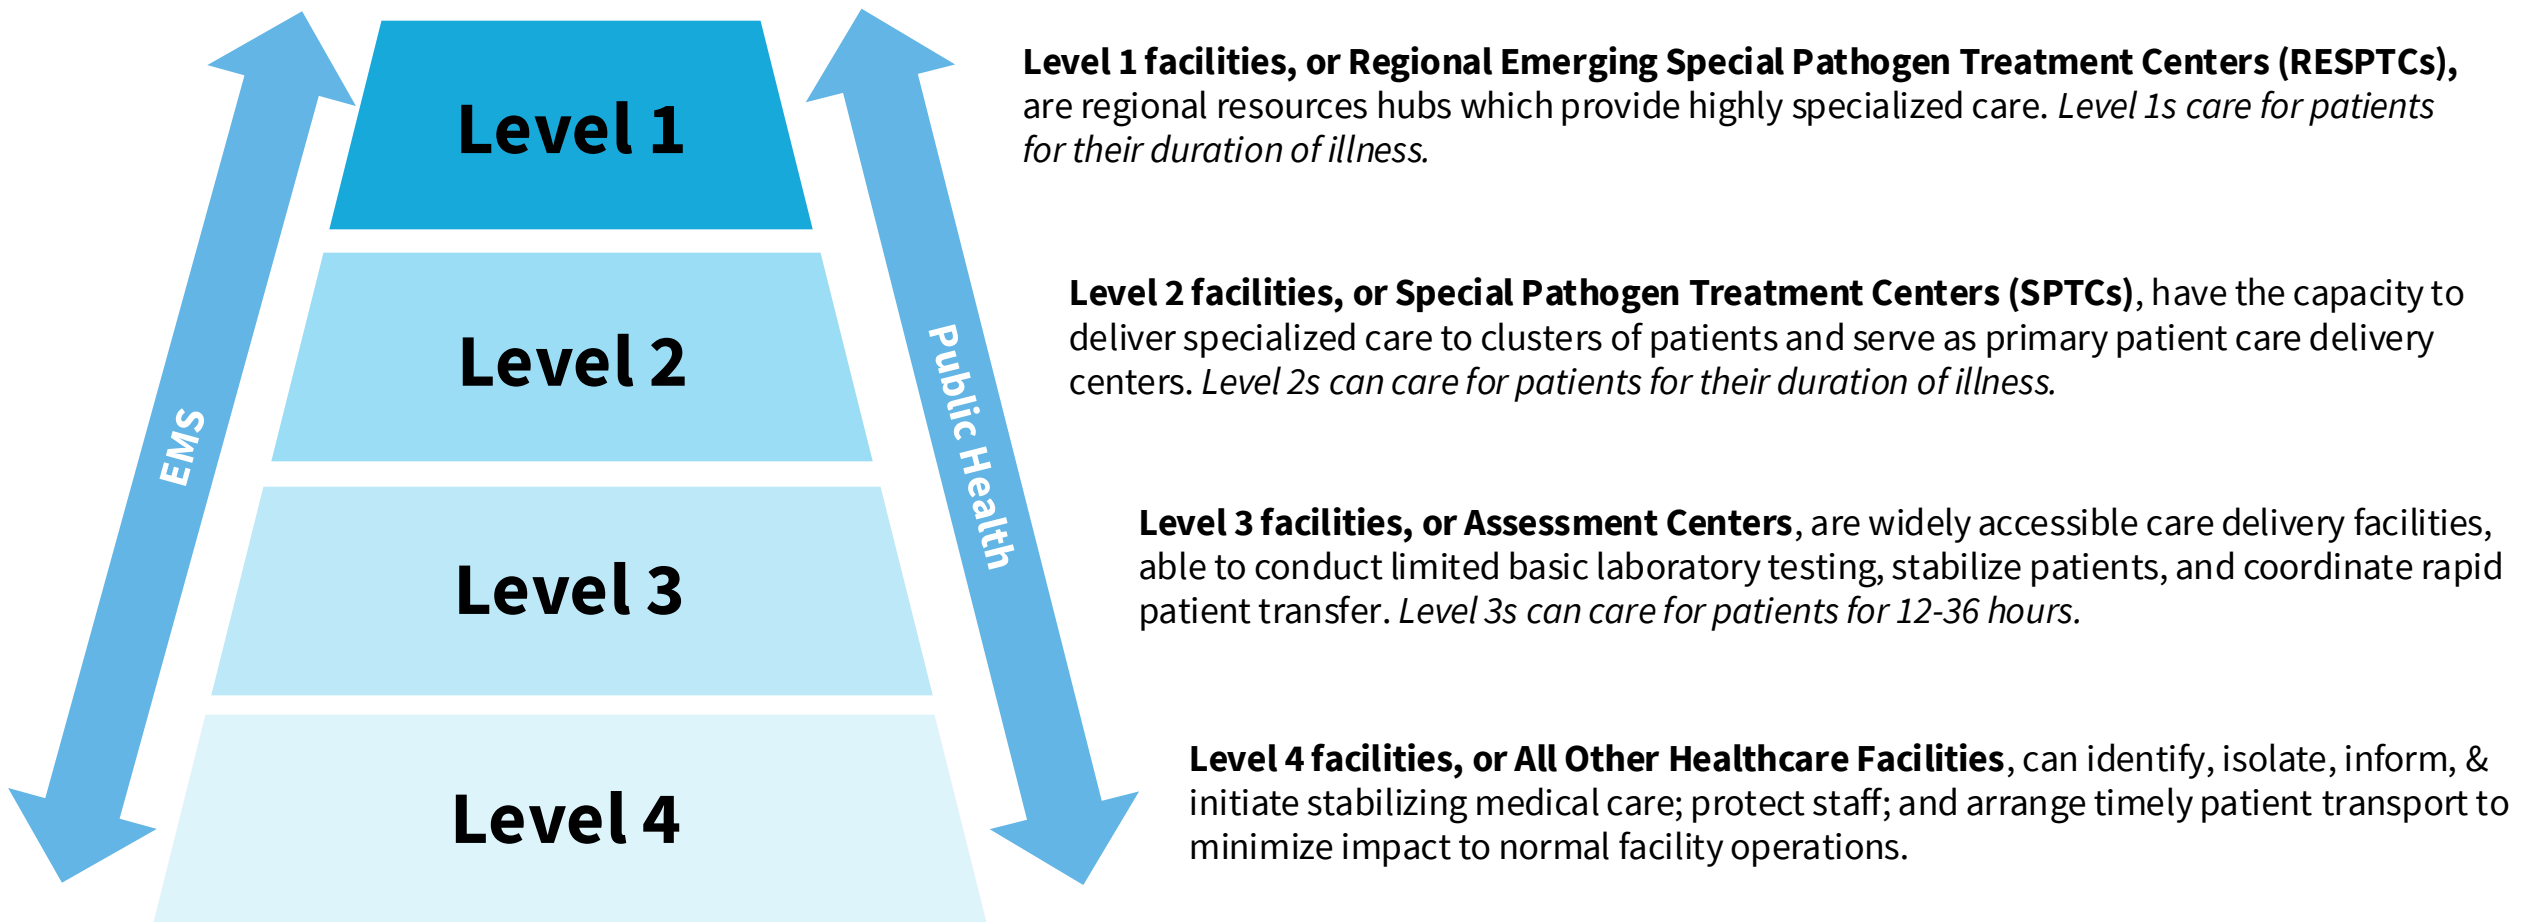 Level 1
Level 1 facilities, or Regional Emerging Special Pathogen Treatment Centers (RESPTCs),
are regional resources hubs which provide highly specialized care. Level 1s care for patients
for their duration of illness.
Level 2
Level 2 facilities, or Special Pathogen Treatment Centers (SPTCs), have the capacity to
deliver specialized care to clusters of patients and serve as primary patient care delivery
centers. Level 2s can care for patients for their duration of illness.
EMS
Public Health
Level 3
Level 3 facilities, or Assessment Centers, are widely accessible care delivery facilities,
able to conduct limited basic laboratory testing, stabilize patients, and coordinate rapid
patient transfer. Level 3s can care for patients for 12-36 hours.
Level 4
Level 4 facilities, or All Other Healthcare Facilities, can identify, isolate, inform, &
initiate stabilizing medical care; protect staff; and arrange timely patient transport to
minimize impact to normal facility operations.